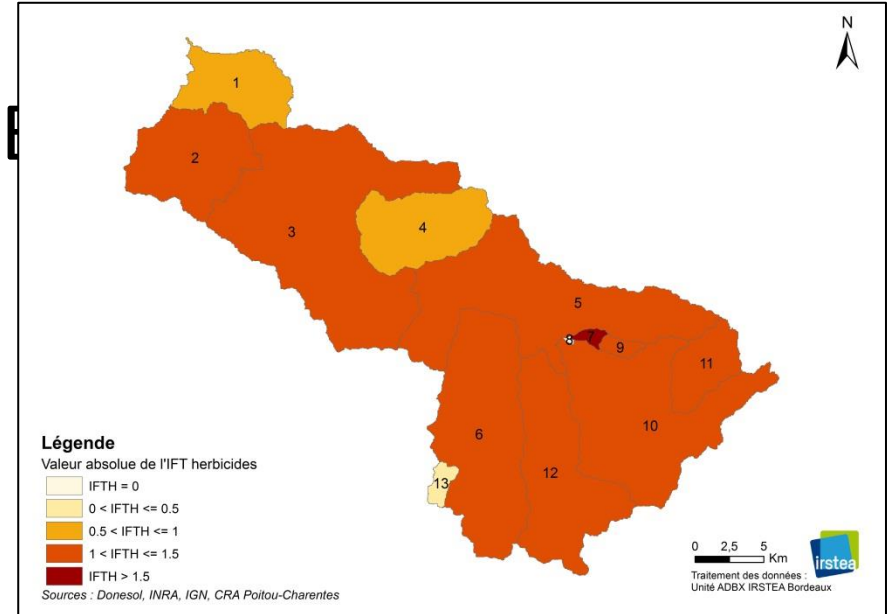 N
1
2
3
4
5
8 7
9
11
6
10
12
13
Légende
Valeur absolue de l'IFT herbicides
IFTH = 0
0 < IFTH <= 0.5
0.5 < IFTH <= 1
1 < IFTH <= 1.5
IFTH > 1.5
Sources : Donesol, INRA, IGN, CRA Poitou-Charentes
0 2,5 5
Km
Traitement des données :
Unité ADBX IRSTEA Bordeaux
irstea